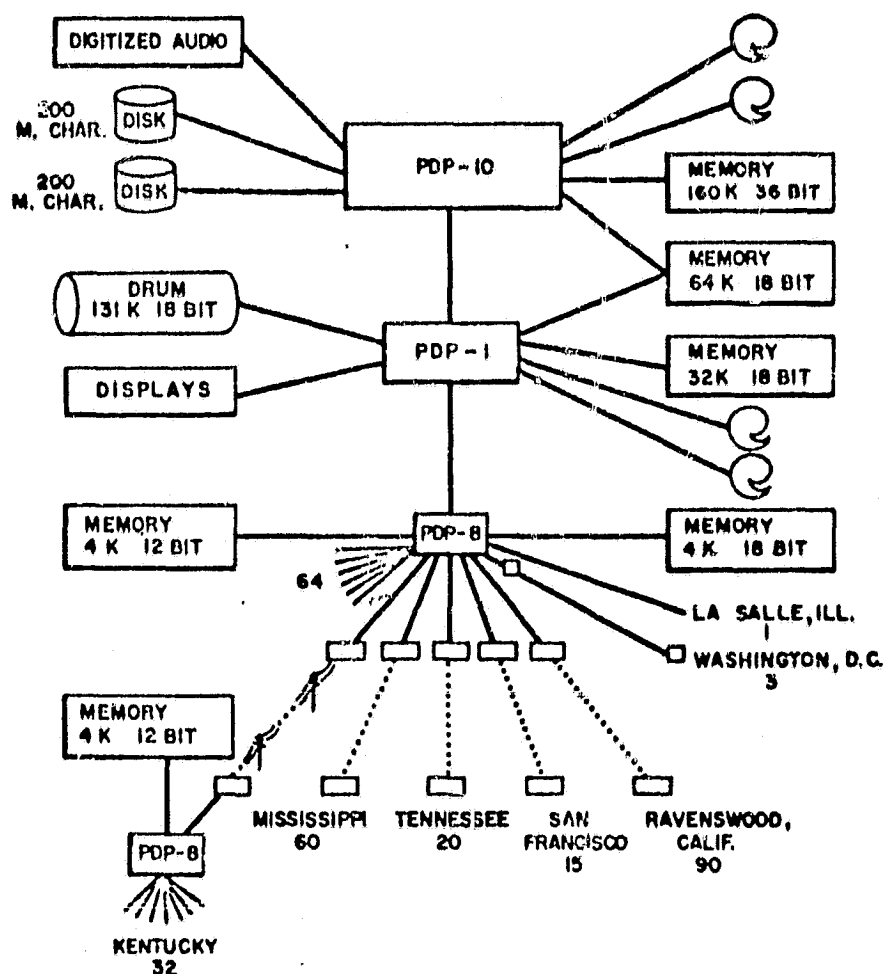 DIGITIZED AUDIO
200
M. CHAR.
DISK
200
M. CHAR.
DISK
PDP-10
MEMORY
160 K 36 BIT
MEMORY
64 K 18 BIT
DRUM
131 K 18 BIT
PDP-1
MEMORY
32K 18 BIT
DISPLAYS
MEMORY
4 K 12 BIT
PDP-8
MEMORY
4 K 18 BIT
64
LA SALLE, ILL.
1
WASHINGTON, D.C.
3
MEMORY
4 K 12 BIT
MISSISSIPPI
60
TENNESSEE
20
SAN
FRANCISCO
15
RAVENSWOOD,
CALIF.
90
PDP-8
KENTUCKY
32